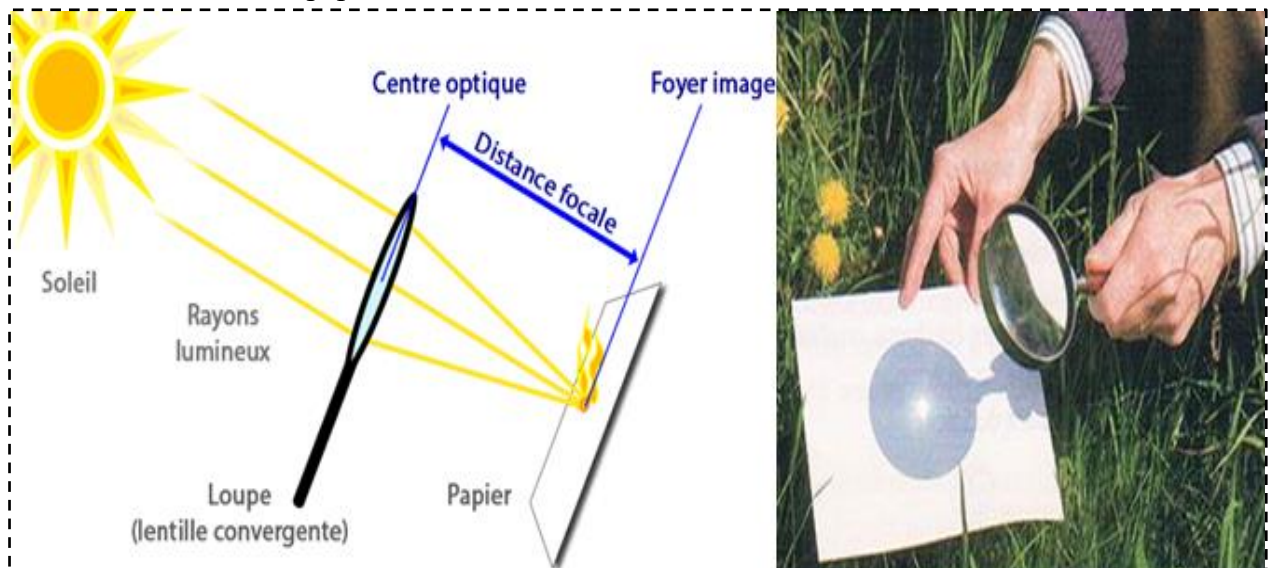 Centre optique
Foyer image
Distance focale
Soleil
Rayons
lumineux
Loupe
(lentille convergente)
Papier